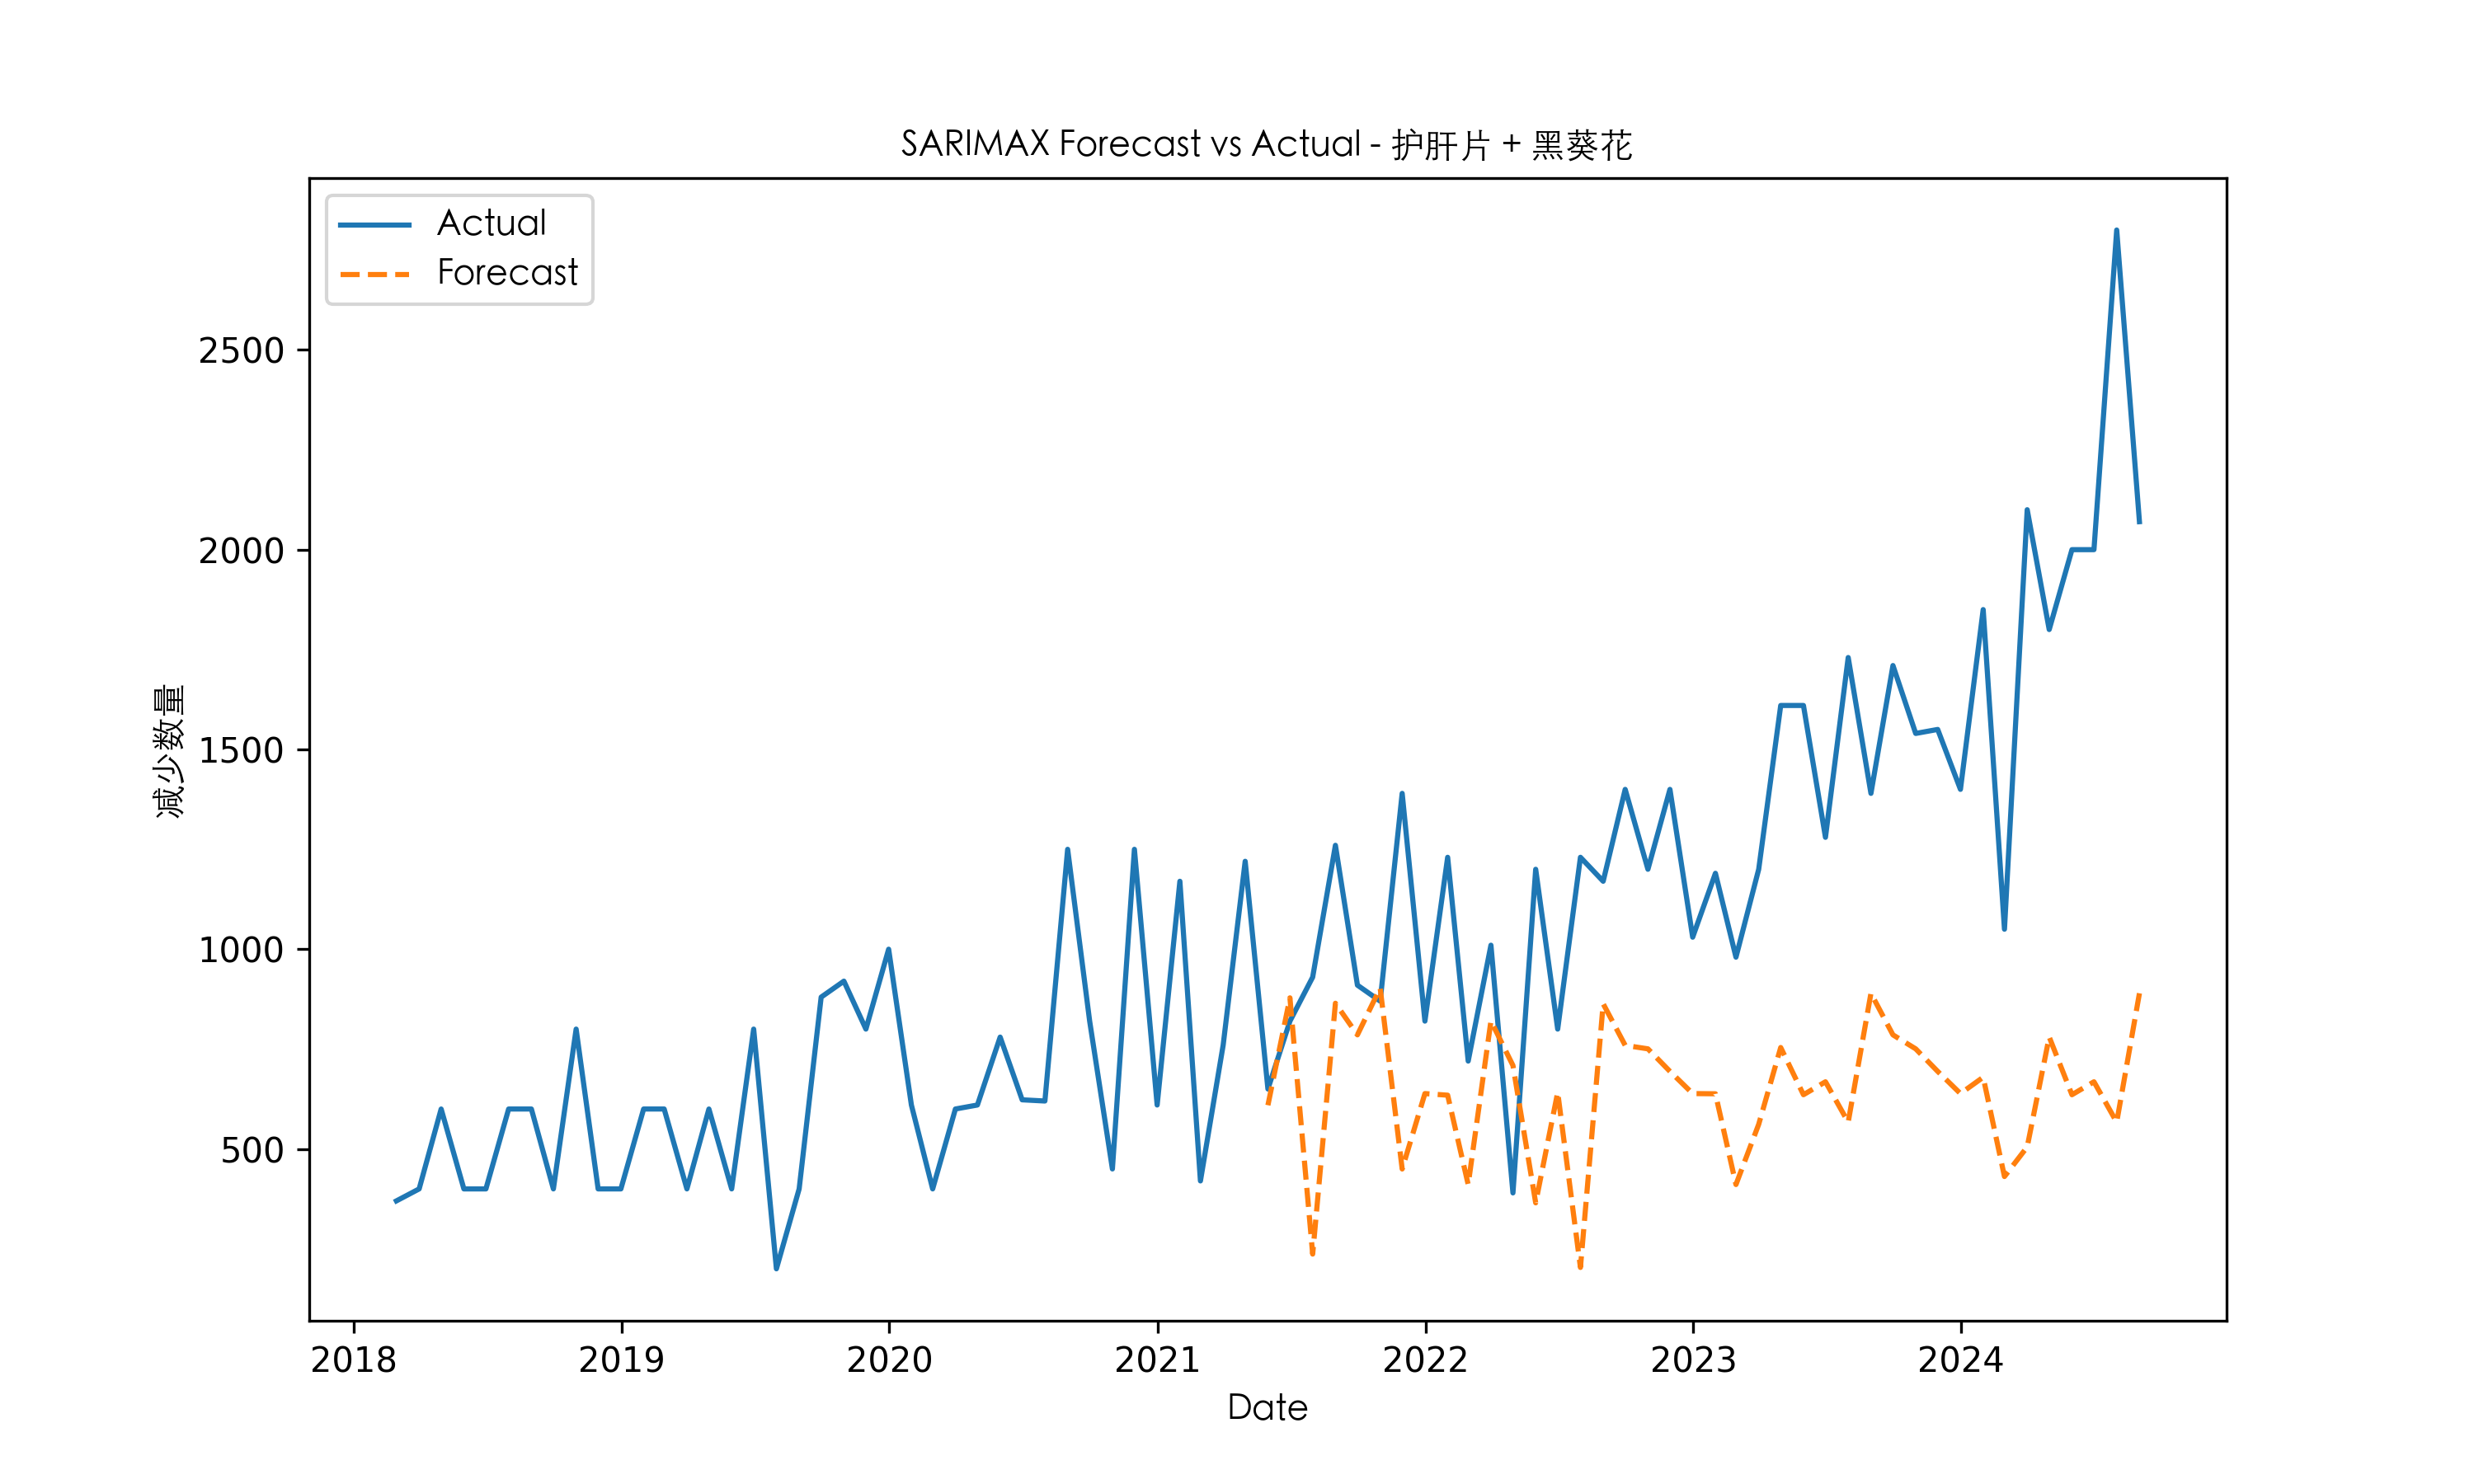 SARIMAX Forecast vs Actual - 护肝片 + 黑葵花
Actual
Forecast
减少数量
2500
2000
1500
1000
500
2018 2019 2020 2021 2022 2023 2024
Date